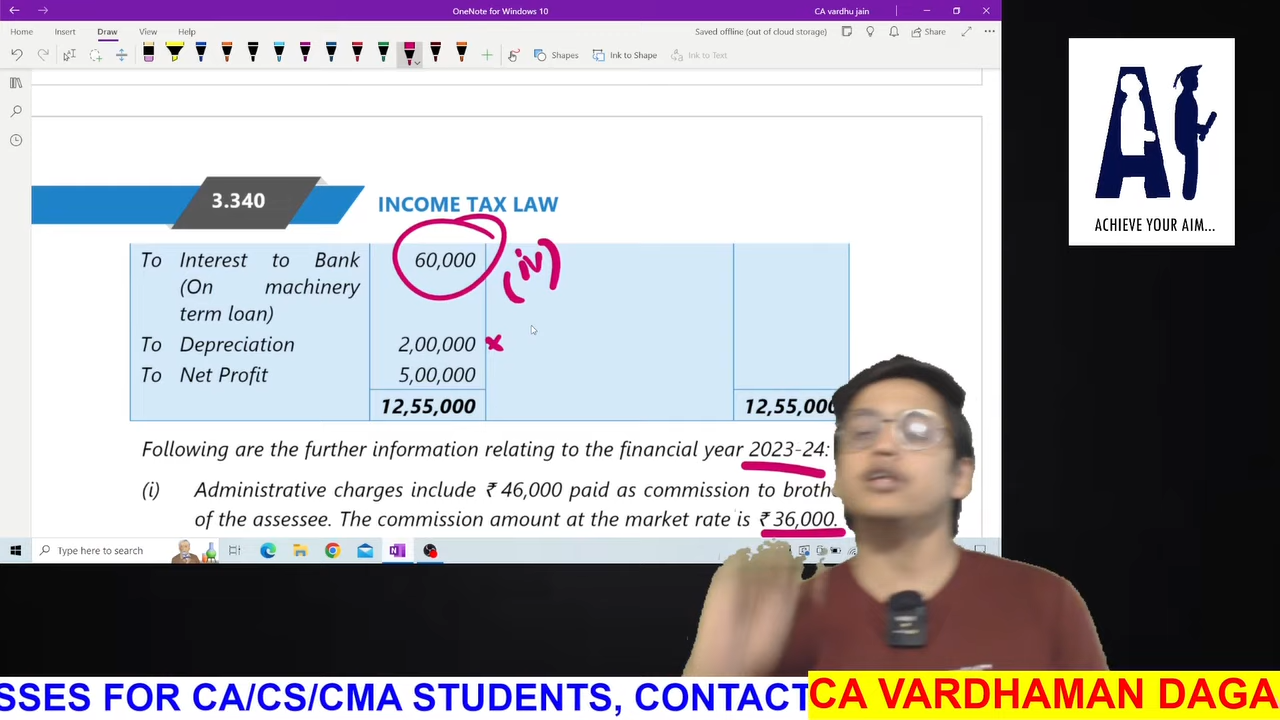 OneNote for Windows 10
CA vardhu jain
Home Insert Draw View Help
Saved offline (out of cloud storage)
Share
Shapes
Ink to Shape
Ink to Text
ACHIEVE YOUR AIM...
3.340 INCOME TAX LAW
To Interest to Bank 60,000 (iv)
(On machinery
term loan)
To Depreciation 2,00,000 ×
To Net Profit 5,00,000
12,55,000 12,55,000
Following are the further information relating to the financial year 2023-24:
(i) Administrative charges include ₹ 46,000 paid as commission to
of the assessee. The commission amount at the market rate is ₹ 36,000.
Type here to search
FOR CA/CS/CMA STUDENTS, CONTACT CA VARDHAMAN DAGA